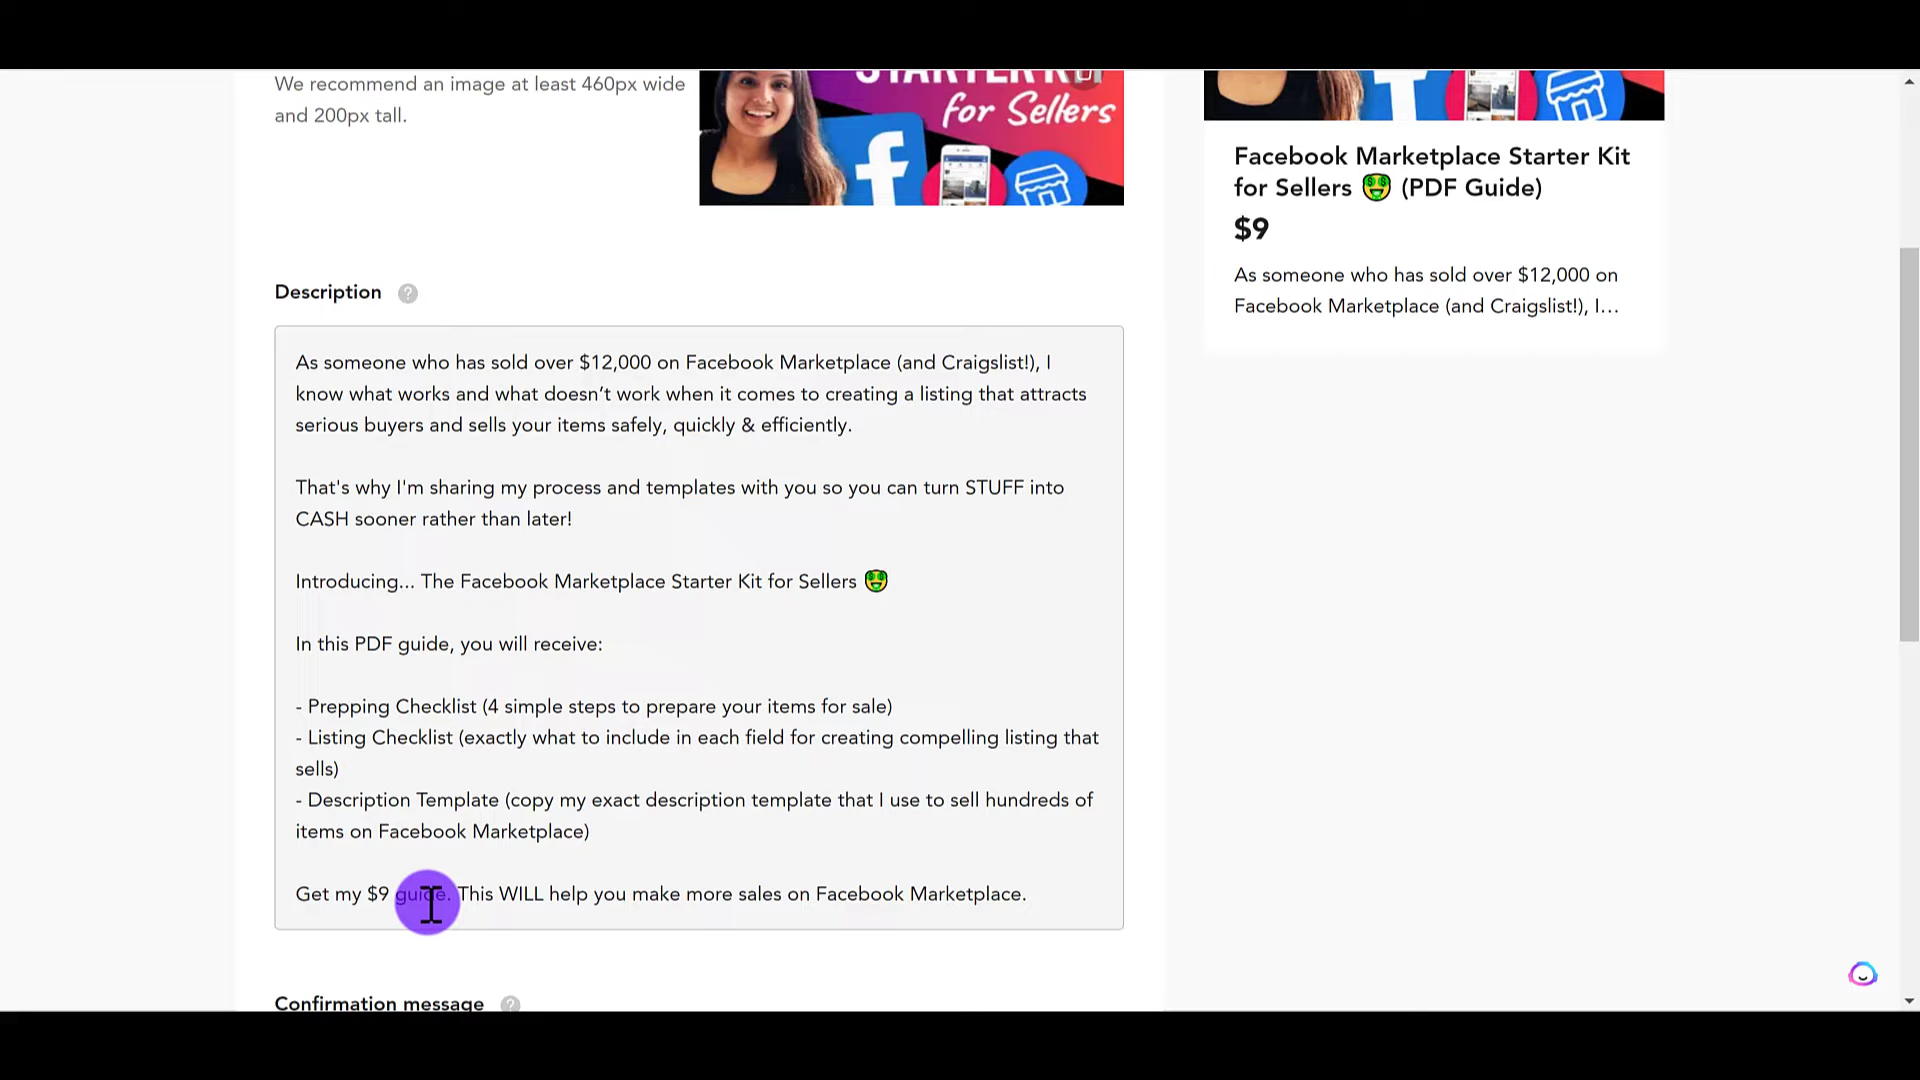 We recommend an image at least 460px wide
and 200px tall.
for Sellers
Facebook Marketplace Starter Kit
for Sellers 🤑 (PDF Guide)
$9
As someone who has sold over $12,000 on
Facebook Marketplace (and Craigslist!), I...
Description ?
As someone who has sold over $12,000 on Facebook Marketplace (and Craigslist!), I
know what works and what doesn’t work when it comes to creating a listing that attracts
serious buyers and sells your items safely, quickly & efficiently.
That's why I'm sharing my process and templates with you so you can turn STUFF into
CASH sooner rather than later!
Introducing... The Facebook Marketplace Starter Kit for Sellers 🤑
In this PDF guide, you will receive:
- Prepping Checklist (4 simple steps to prepare your items for sale)
- Listing Checklist (exactly what to include in each field for creating compelling listing that
sells)
- Description Template (copy my exact description template that I use to sell hundreds of
items on Facebook Marketplace)
Get my $9 guide. This WILL help you make more sales on Facebook Marketplace.
Confirmation message ?